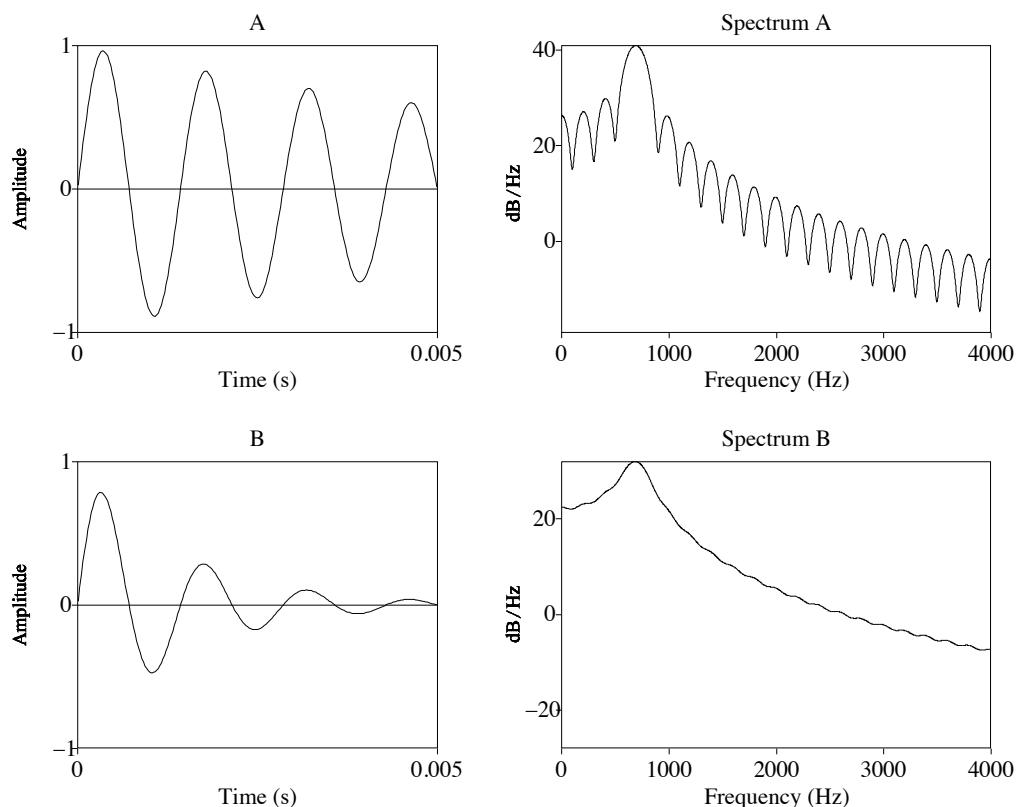 A
Amplitude
1
0
–1
0
0.005
Time (s)
Spectrum A
dB/Hz
40
20
0
0
1000
2000
3000
4000
Frequency (Hz)
B
Amplitude
1
0
–1
0
0.005
Time (s)
Spectrum B
dB/Hz
20
0
–20
0
1000
2000
3000
4000
Frequency (Hz)